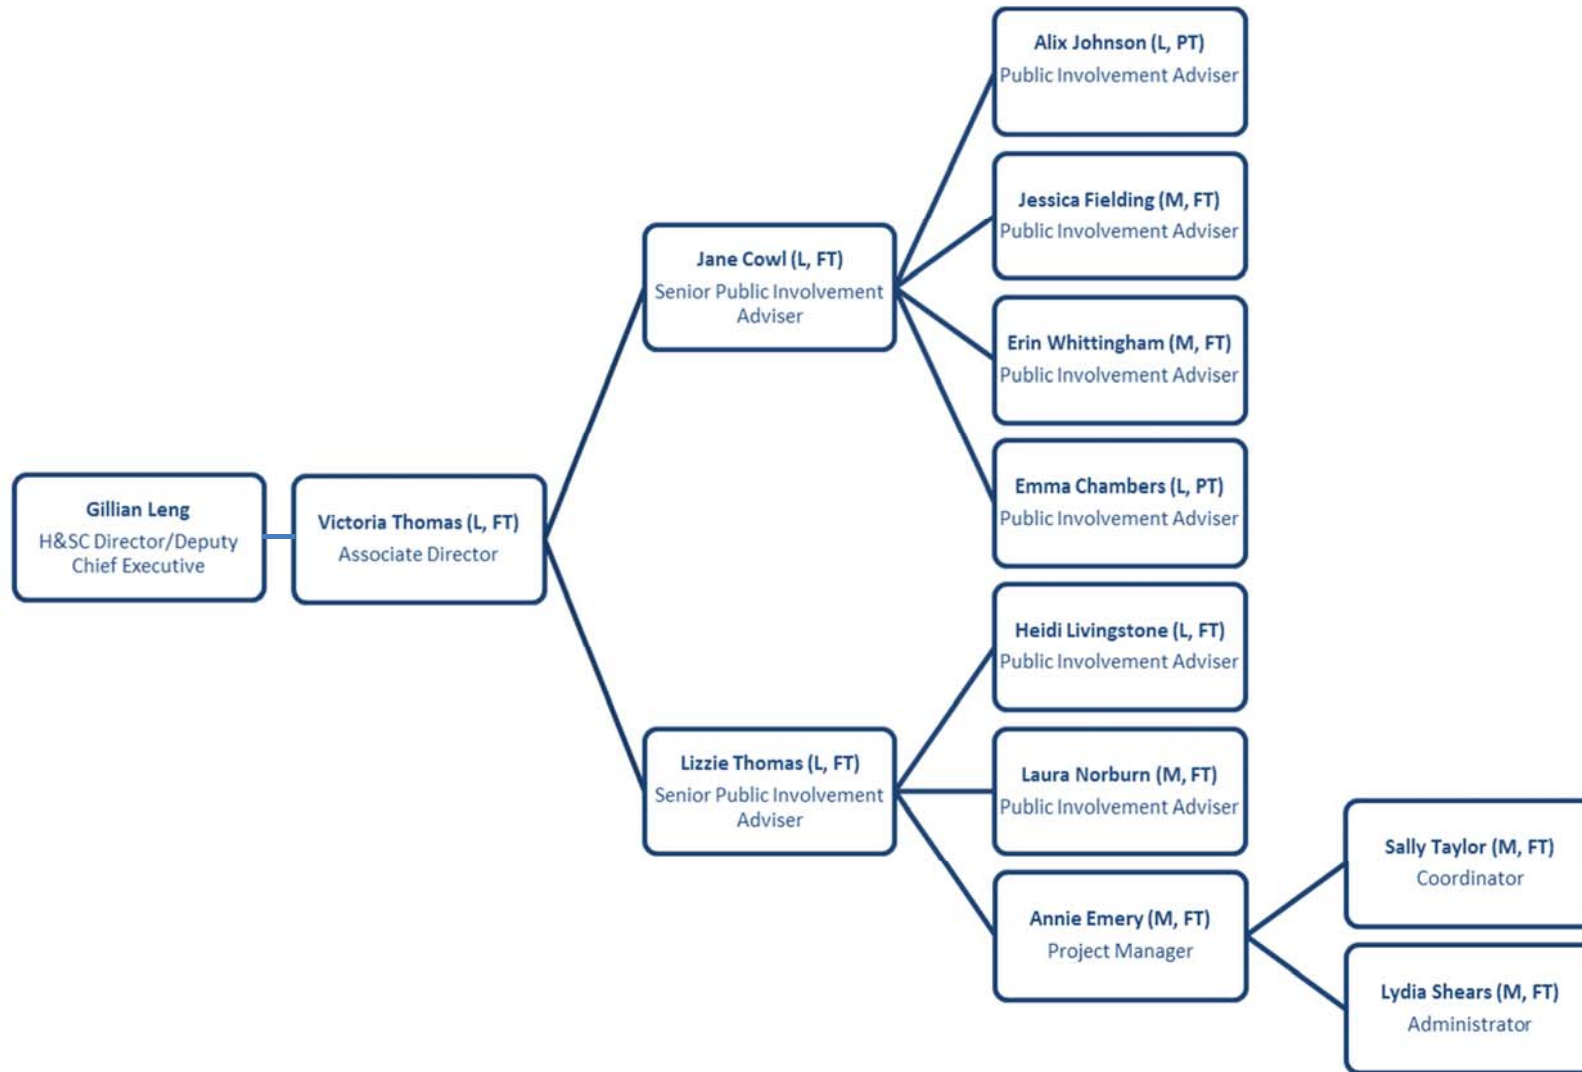 Gillian Leng
H&SC Director/Deputy
Chief Executive
Victoria Thomas (L, FT)
Associate Director
Jane Cowl (L, FT)
Senior Public Involvement
Adviser
Lizzie Thomas (L, FT)
Senior Public Involvement
Adviser
Alix Johnson (L, PT)
Public Involvement Adviser
Jessica Fielding (M, FT)
Public Involvement Adviser
Erin Whittingham (M, FT)
Public Involvement Adviser
Emma Chambers (L, PT)
Public Involvement Adviser
Heidi Livingstone (L, FT)
Public Involvement Adviser
Laura Norburn (M, FT)
Public Involvement Adviser
Annie Emery (M, FT)
Project Manager
Sally Taylor (M, FT)
Coordinator
Lydia Shears (M, FT)
Administrator